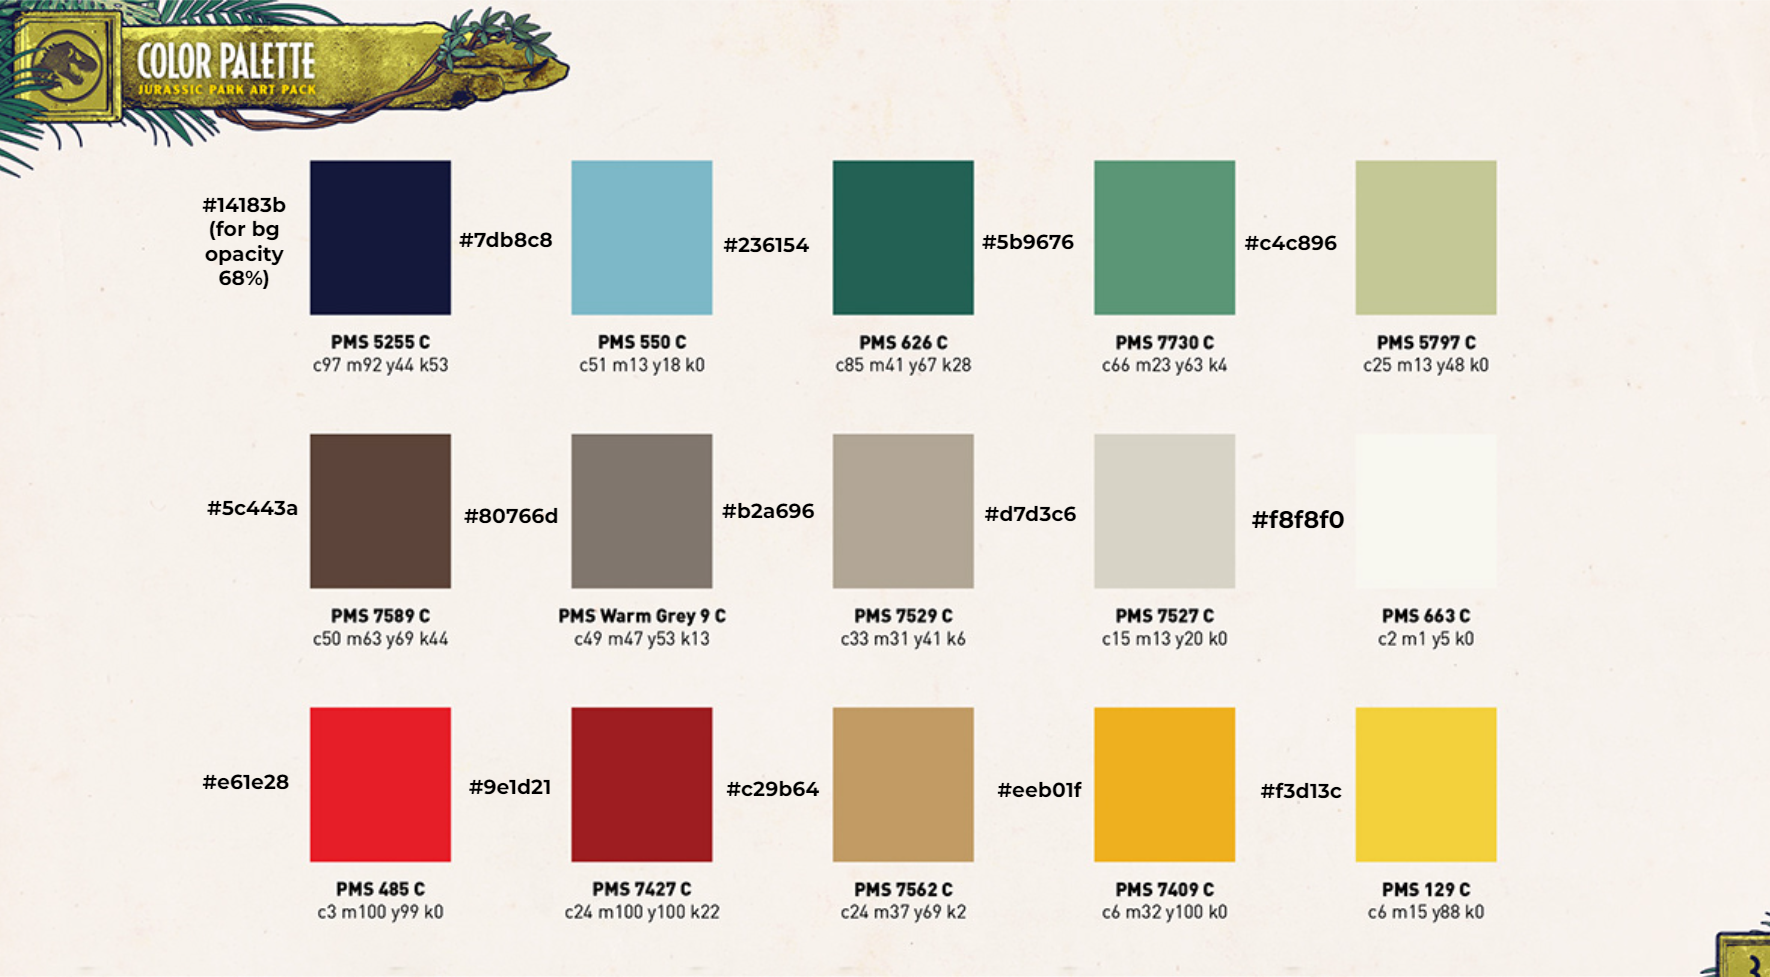 COLOR PALETTE
JURASSIC PARK ART PACK
#14183b
(for bg
opacity
68%)
#7db8c8
#236154
#5b9676
#c4c896
PMS 5255 C
c97 m92 y44 k53
PMS 550 C
c51 m13 y18 k0
PMS 626 C
c85 m41 y67 k28
PMS 7730 C
c66 m23 y63 k4
PMS 5797 C
c25 m13 y48 k0
#5c443a
#80766d
#b2a696
#d7d3c6
#f8f8f0
PMS 7589 C
c50 m63 y69 k44
PMS Warm Grey 9 C
c49 m47 y53 k13
PMS 7529 C
c33 m31 y41 k6
PMS 7527 C
c15 m13 y20 k0
PMS 663 C
c2 m1 y5 k0
#e61e28
#9e1d21
#c29b64
#eeb01f
#f3d13c
PMS 485 C
c3 m100 y99 k0
PMS 7427 C
c24 m100 y100 k22
PMS 7562 C
c24 m37 y69 k2
PMS 7409 C
c6 m32 y100 k0
PMS 129 C
c6 m15 y88 k0
3